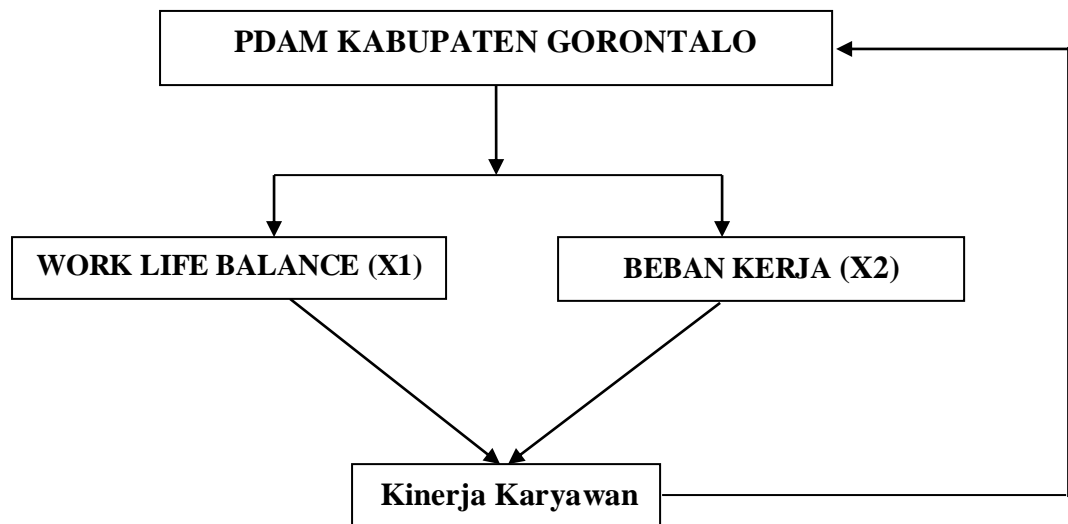 PDAM KABUPATEN GORONTALO
WORK LIFE BALANCE (X1)
BEBAN KERJA (X2)
Kinerja Karyawan